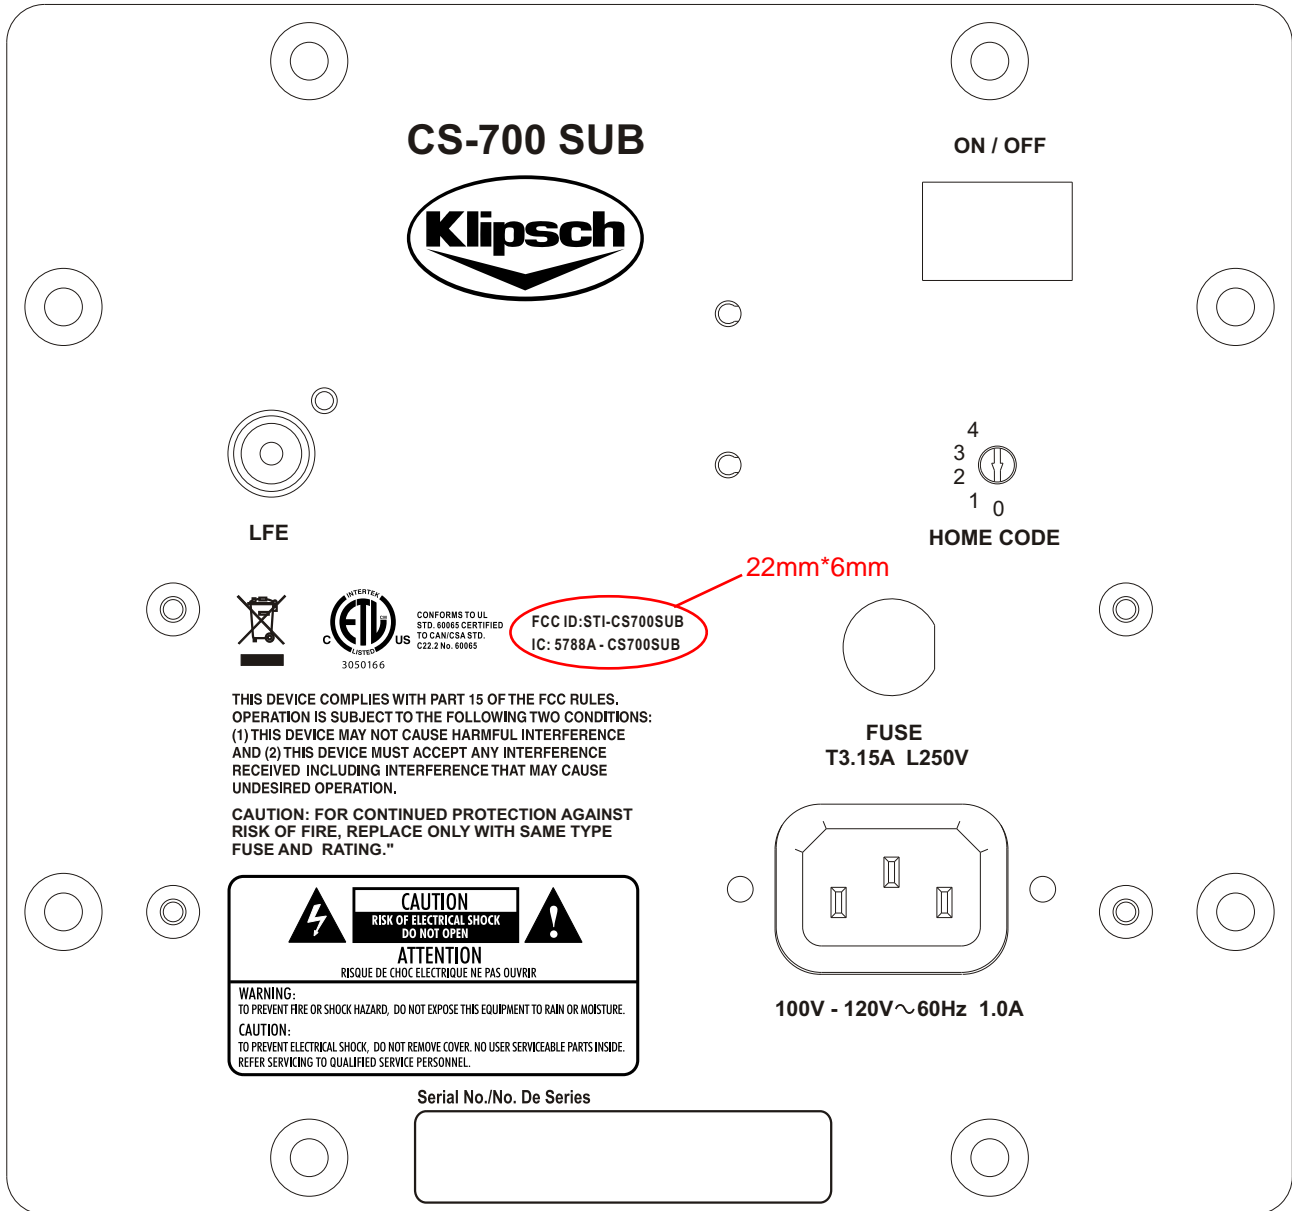 CS-700 SUB
ON / OFF
Klipsch
4
3
2
1
0
LFE
HOME CODE
22mm*6mm
INTERTEK
ETL
CM
C
US
LISTED
3050166
CONFORMS TO UL
STD. 60065 CERTIFIED
TO CAN/CSA STD.
C22.2 No. 60065
FCC ID:STI-CS700SUB
IC: 5788A - CS700SUB
THIS DEVICE COMPLIES WITH PART 15 OF THE FCC RULES.
OPERATION IS SUBJECT TO THE FOLLOWING TWO CONDITIONS:
(1) THIS DEVICE MAY NOT CAUSE HARMFUL INTERFERENCE
AND (2) THIS DEVICE MUST ACCEPT ANY INTERFERENCE
RECEIVED INCLUDING INTERFERENCE THAT MAY CAUSE
UNDESIRED OPERATION.
FUSE
T3.15A L250V
CAUTION: FOR CONTINUED PROTECTION AGAINST
RISK OF FIRE, REPLACE ONLY WITH SAME TYPE
FUSE AND RATING."
CAUTION
RISK OF ELECTRICAL SHOCK
DO NOT OPEN
ATTENTION
RISQUE DE CHOC ELECTRIQUE NE PAS OUVRIR
WARNING:
TO PREVENT FIRE OR SHOCK HAZARD, DO NOT EXPOSE THIS EQUIPMENT TO RAIN OR MOISTURE.
CAUTION:
TO PREVENT ELECTRICAL SHOCK, DO NOT REMOVE COVER. NO USER SERVICEABLE PARTS INSIDE.
REFER SERVICING TO QUALIFIED SERVICE PERSONNEL.
100V - 120V~60Hz 1.0A
Serial No./No. De Series